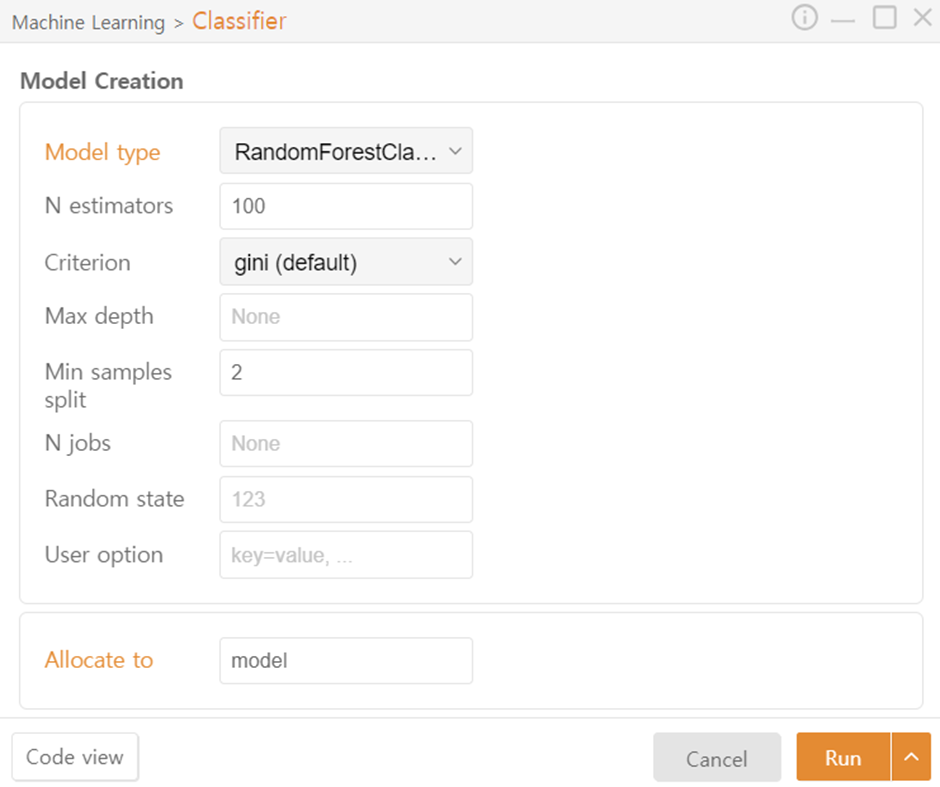 Machine Learning > Classifier
Model Creation
Model type RandomForestCla...
N estimators 100
Criterion gini (default)
Max depth None
Min samples split 2
N jobs None
Random state 123
User option key=value, ...
Allocate to model
Code view Cancel Run